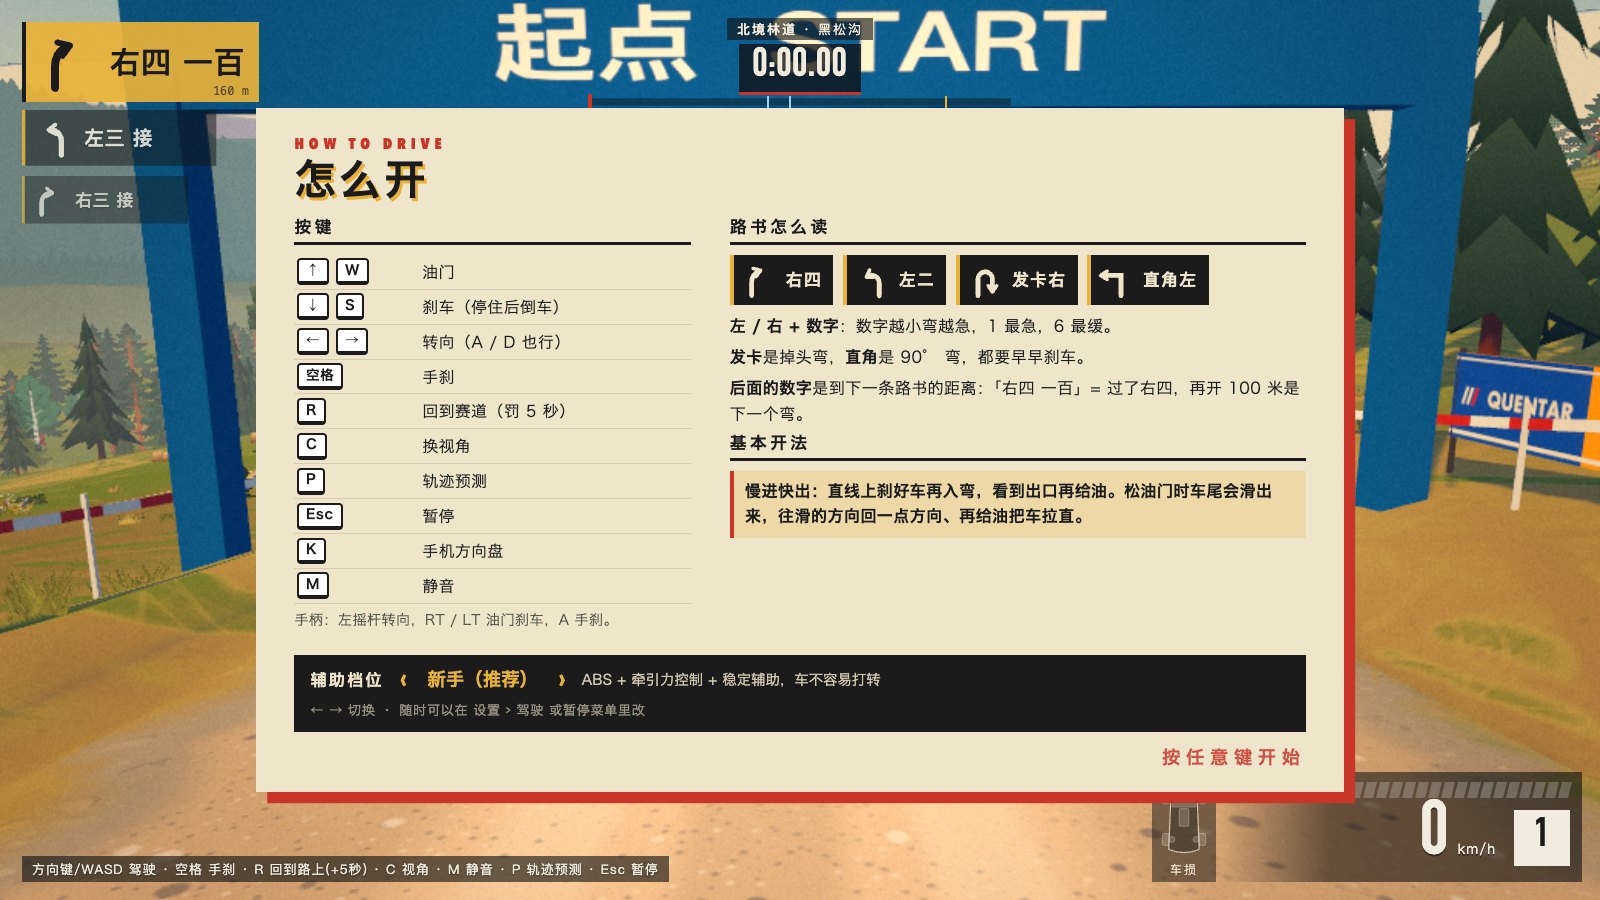 起点 START
北境林道 · 黑松沟
0:00.00
右四 一百
160 m
左三 接
右三 接
HOW TO DRIVE
怎么开
按键
↑ W 油门
↓ S 刹车（停住后倒车）
← → 转向（A / D 也行）
空格 手刹
R 回到赛道（罚 5 秒）
C 换视角
P 轨迹预测
Esc 暂停
K 手机方向盘
M 静音
手柄：左摇杆转向，RT / LT 油门刹车，A 手刹。
路书怎么读
右四 左二 发卡右 直角左
左 / 右 + 数字：数字越小弯越急，1 最急，6 最缓。
发卡是掉头弯，直角是 90° 弯，都要早早刹车。
后面的数字是到下一条路书的距离：「右四 一百」= 过了右四，再开 100 米是
下一个弯。
基本开法
慢进快出：直线上刹好车再入弯，看到出口再给油。松油门时车尾会滑出
来，往滑的方向回一点方向、再给油把车拉直。
辅助档位 ‹ 新手（推荐） › ABS + 牵引力控制 + 稳定辅助，车不容易打转
← → 切换 · 随时可以在 设置 › 驾驶 或暂停菜单里改
按任意键开始
QUENTAR
0 km/h 1
车损
方向键/WASD 驾驶 · 空格 手刹 · R 回到路上(+5秒) · C 视角 · M 静音 · P 轨迹预测 · Esc 暂停